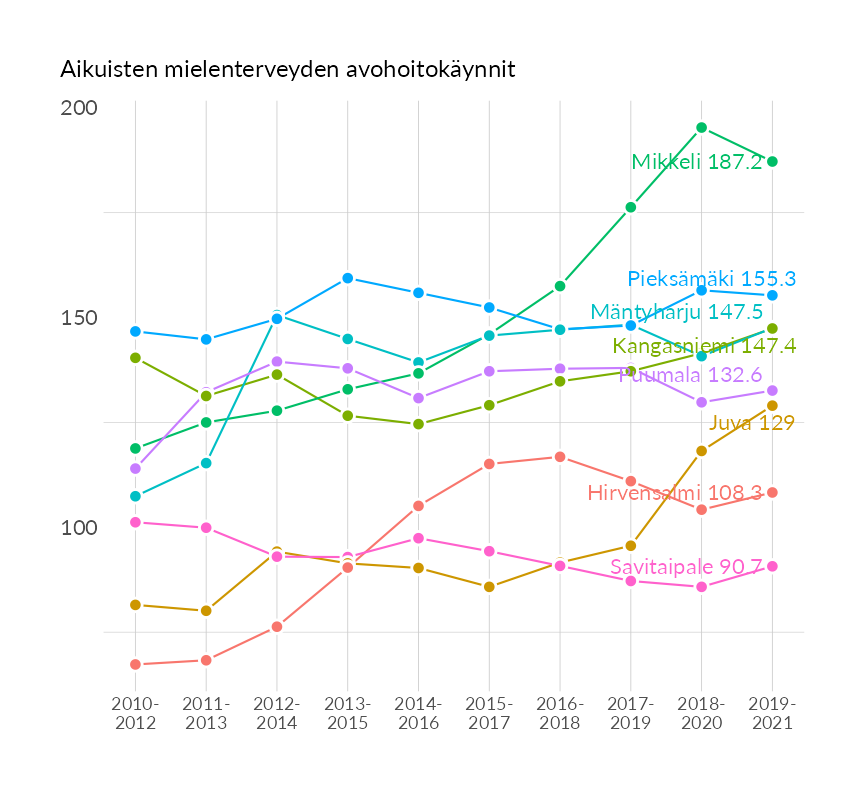 Aikuisten mielenterveyden avohoitokäynnit
200
150
100
Mikkeli 187.2
Pieksämäki 155.3
Mäntyharju 147.5
Kangasniemi 147.4
Puumala 132.6
Juva 129
Hirvensalmi 108.3
Savitaipale 90.7
2010- 2011- 2012- 2013- 2014- 2015- 2016- 2017- 2018- 2019-
2012 2013 2014 2015 2016 2017 2018 2019 2020 2021